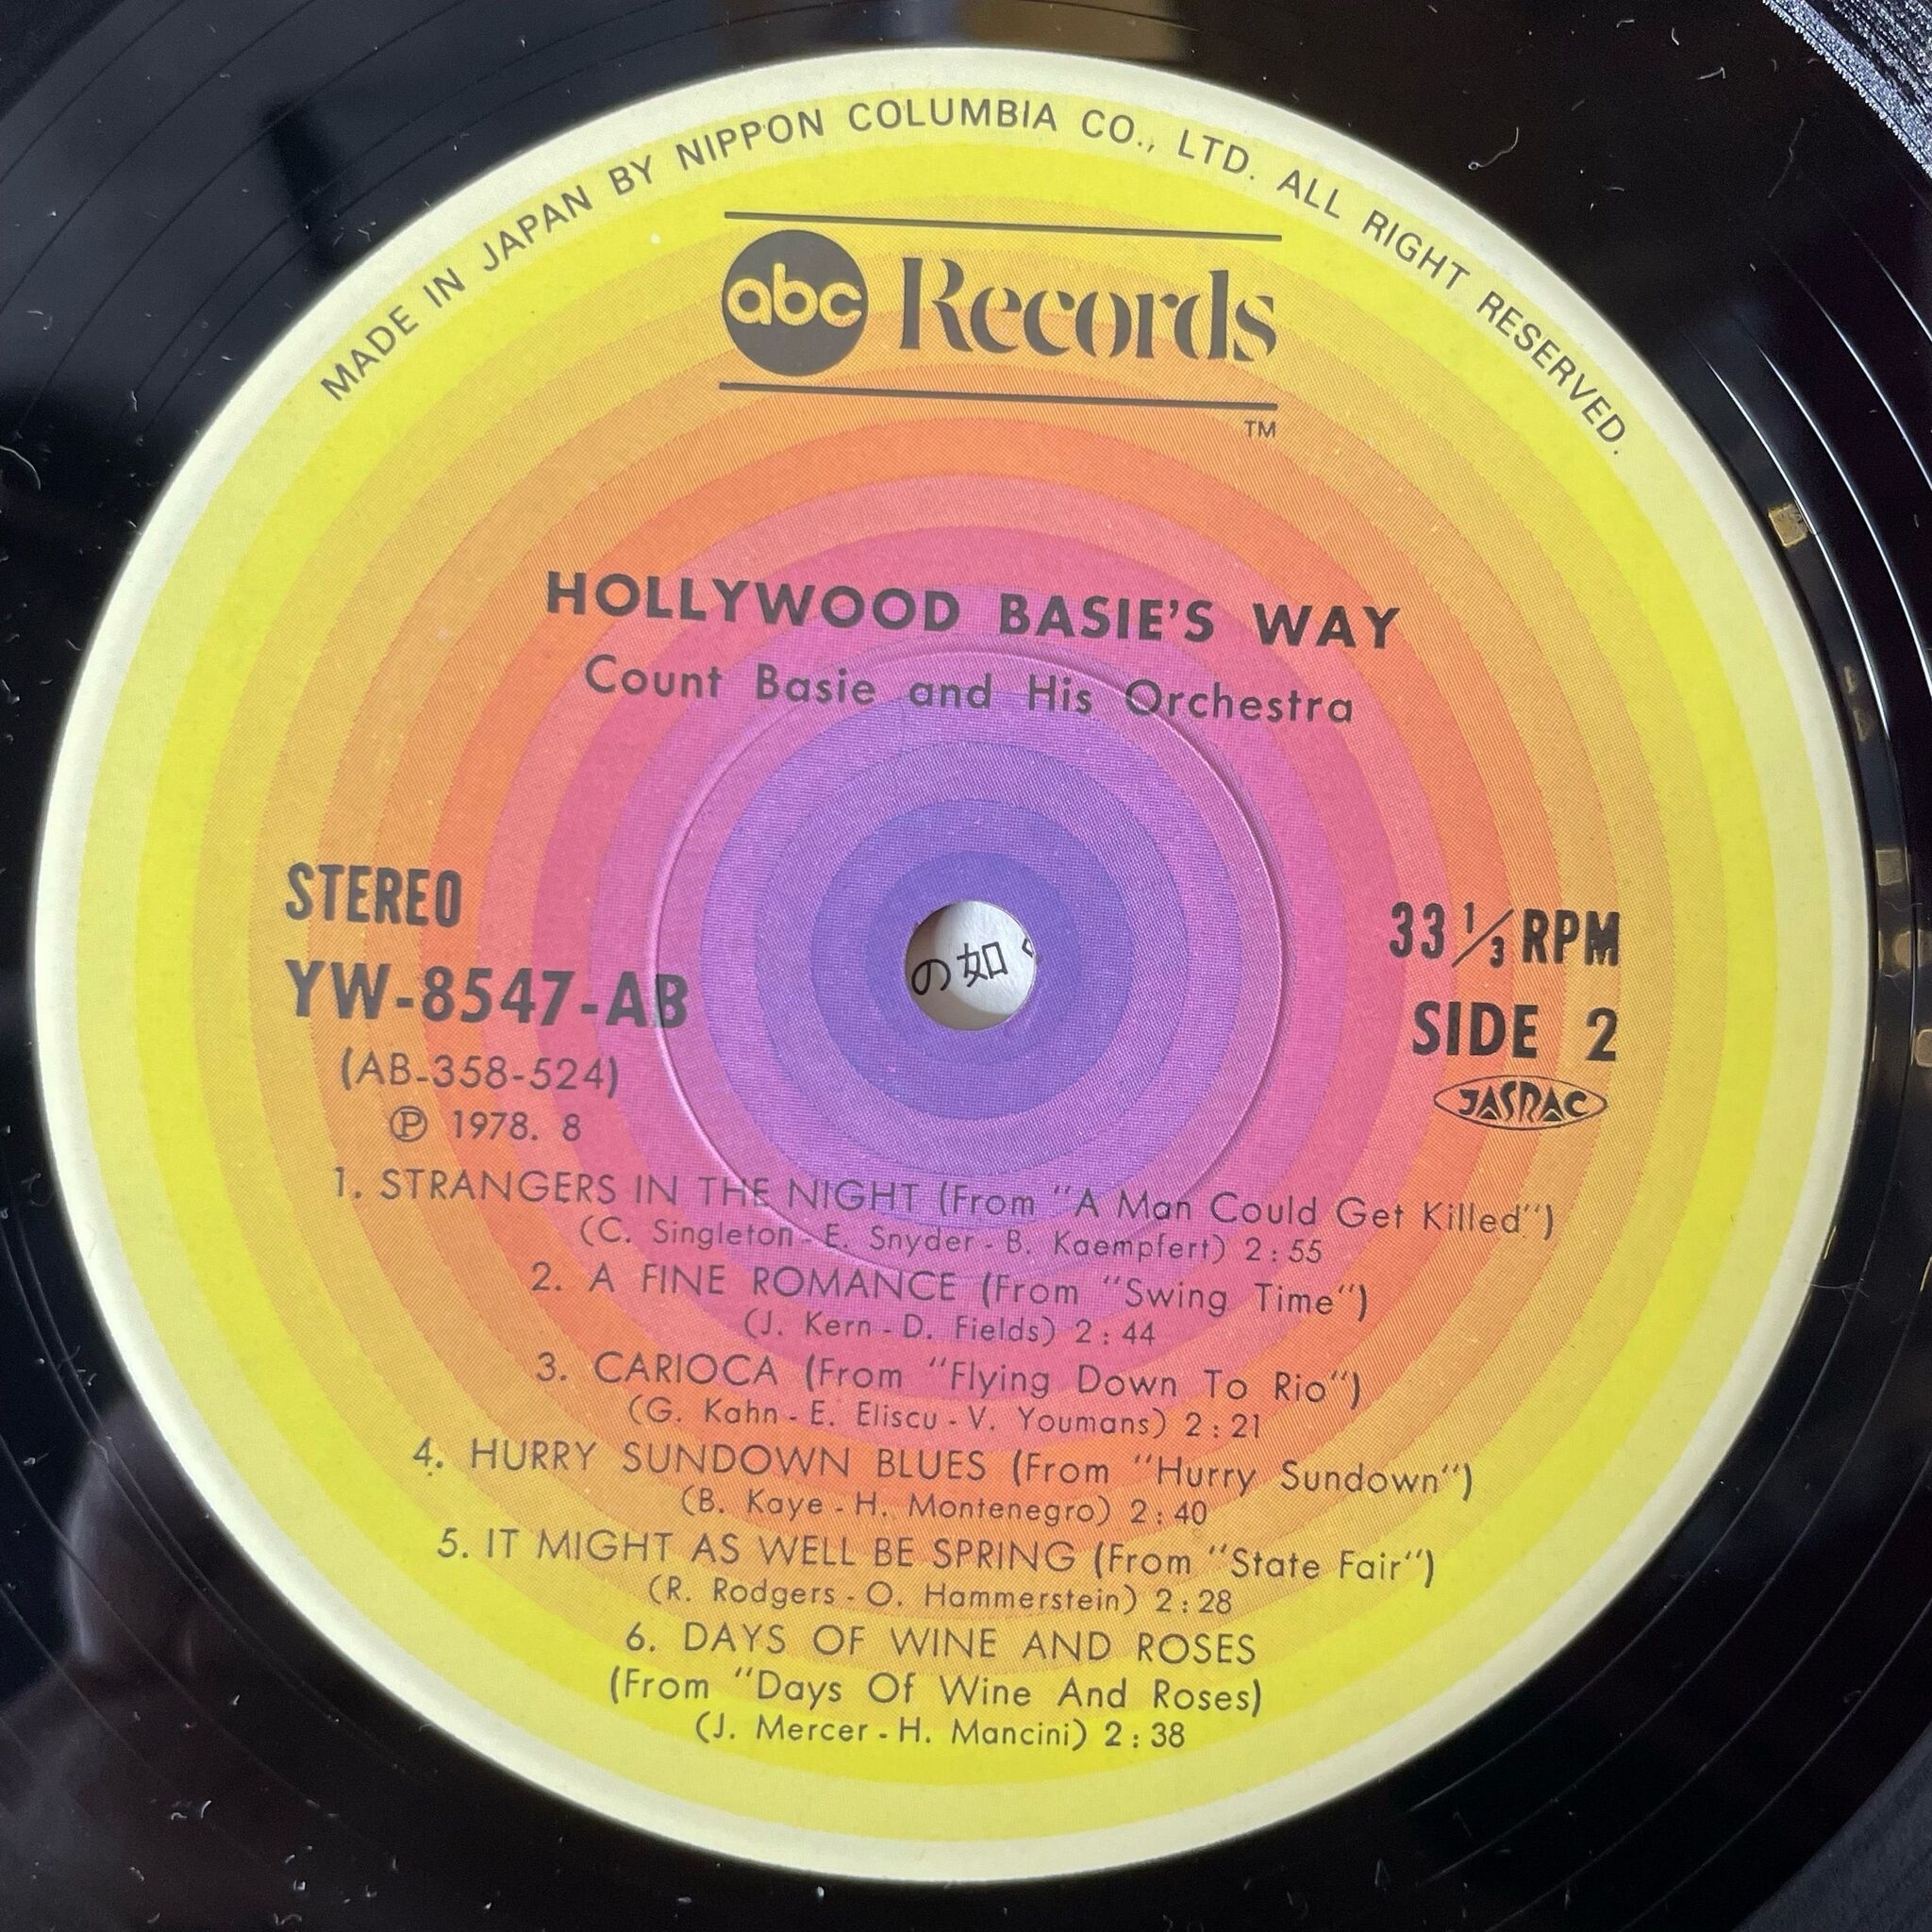 MADE IN JAPAN BY NIPPON COLUMBIA CO., LTD. ALL RIGHT RESERVED.
abc Records
TM
HOLLYWOOD BASIE'S WAY
Count Basie and His Orchestra
STEREO
YW-8547-AB
(AB-358-524)
℗ 1978. 8
33 1/3 RPM
SIDE 2
JASRAC
の如く
1. STRANGERS IN THE NIGHT (From "A Man Could Get Killed")
(C. Singleton - E. Snyder - B. Kaempfert) 2:55
2. A FINE ROMANCE (From "Swing Time")
(J. Kern - D. Fields) 2:44
3. CARIOCA (From "Flying Down To Rio")
(G. Kahn - E. Eliscu - V. Youmans) 2:21
4. HURRY SUNDOWN BLUES (From "Hurry Sundown")
(B. Kaye - H. Montenegro) 2:40
5. IT MIGHT AS WELL BE SPRING (From "State Fair")
(R. Rodgers - O. Hammerstein) 2:28
6. DAYS OF WINE AND ROSES
(From "Days Of Wine And Roses)
(J. Mercer - H. Mancini) 2:38